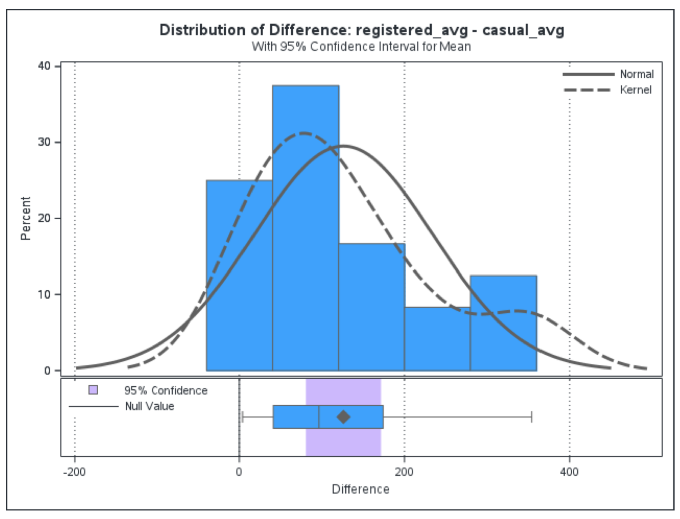 Distribution of Difference: registered_avg - casual_avg
With 95% Confidence Interval for Mean
40
30
20
10
0
Percent
Normal
Kernel
95% Confidence
Null Value
-200
0
200
400
Difference